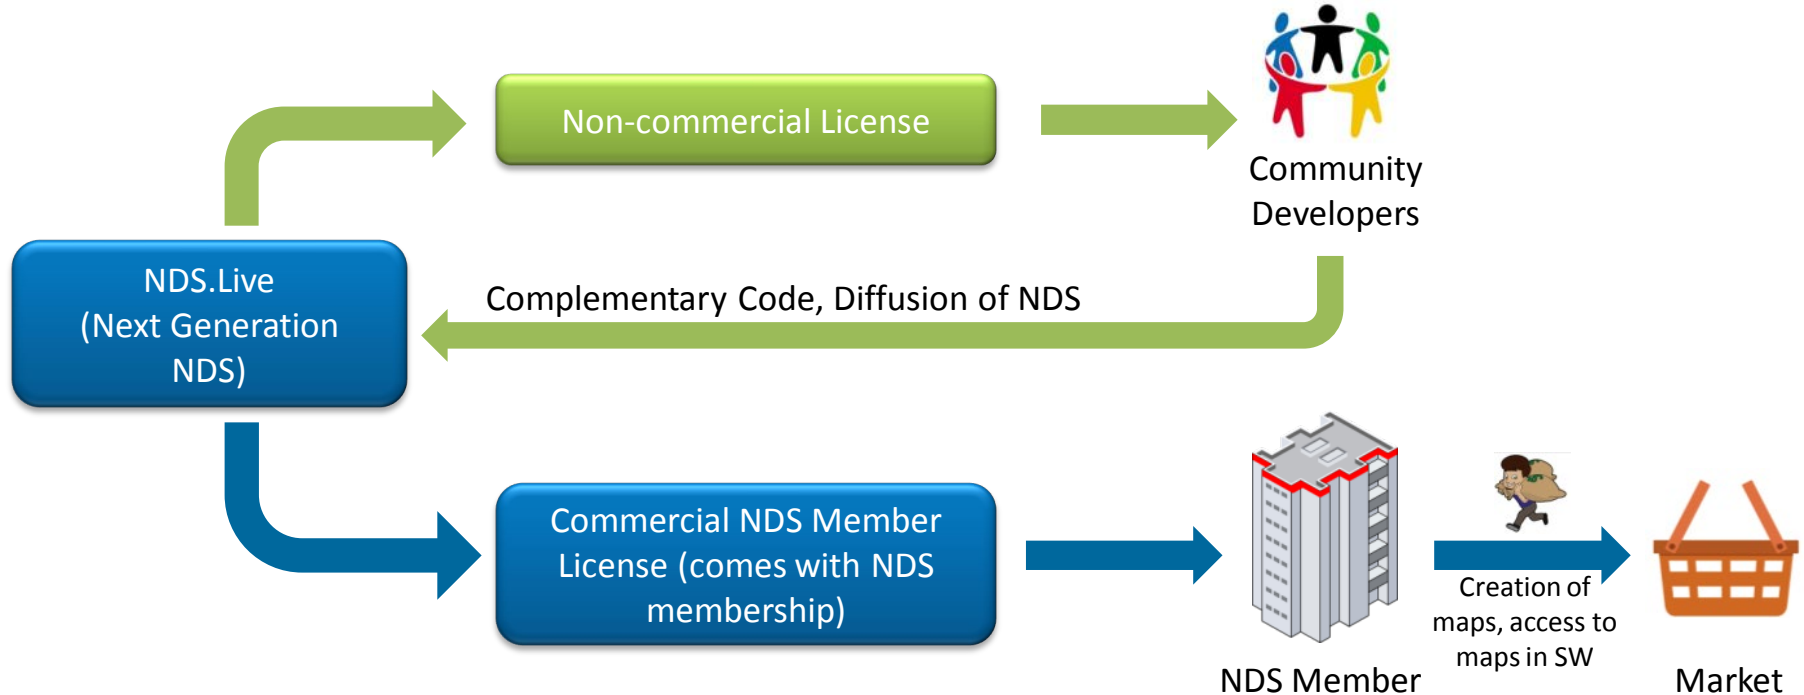 Non-commercial License
Community
Developers
NDS.Live
(Next Generation
NDS)
Complementary Code, Diffusion of NDS
Commercial NDS Member
License (comes with NDS
membership)
Creation of
maps, access to
maps in SW
NDS Member
Market